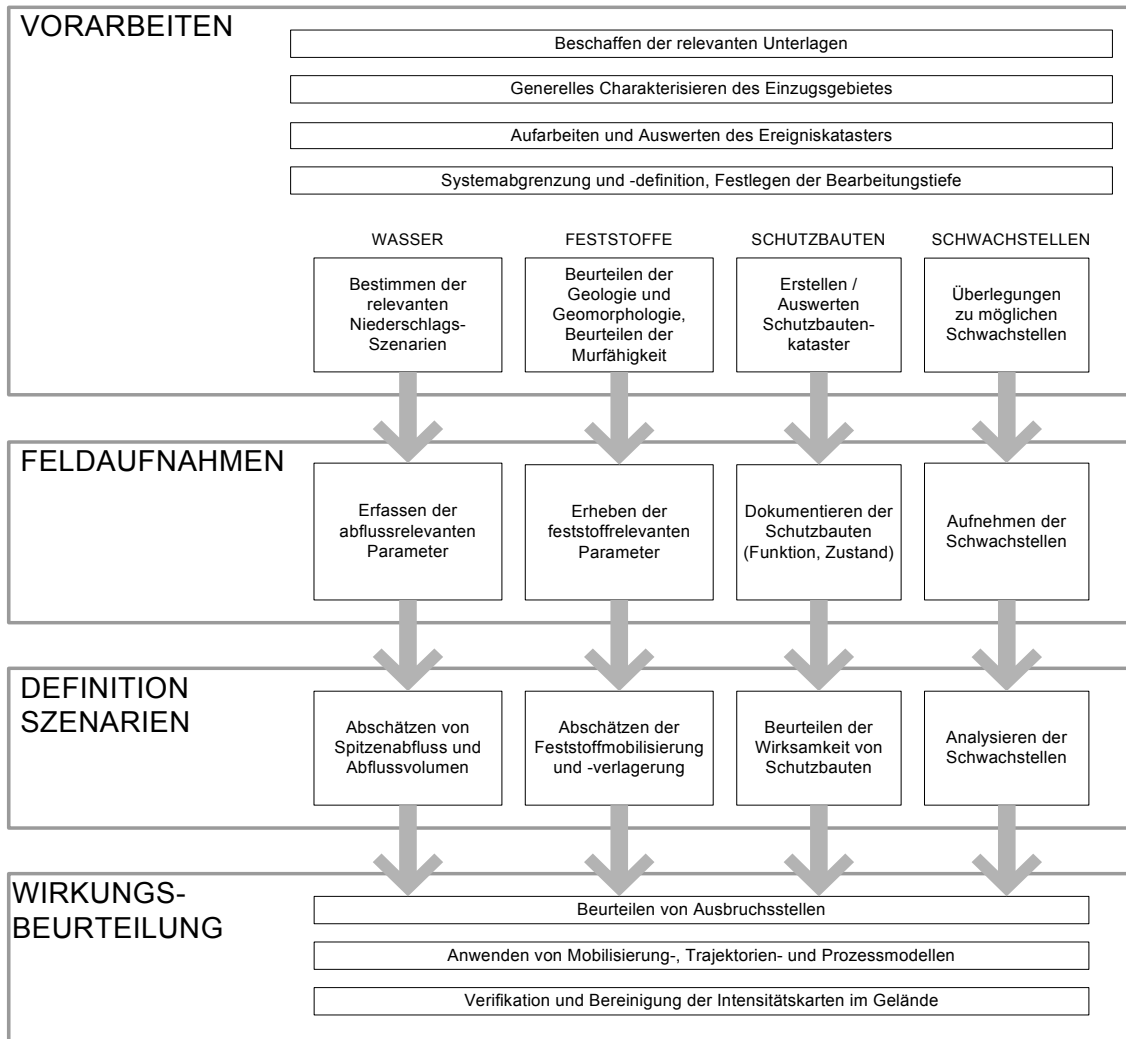 VORARBEITEN
Beschaffen der relevanten Unterlagen
Generelles Charakterisieren des Einzugsgebietes
Aufarbeiten und Auswerten des Ereigniskatasters
Systemabgrenzung und -definition, Festlegen der Bearbeitungstiefe
WASSER
Bestimmen der
relevanten
Niederschlags-
Szenarien
FESTSTOFFE
Beurteilen der
Geologie und
Geomorphologie,
Beurteilen der
Murfähigkeit
SCHUTZBAUTEN
Erstellen /
Auswerten
Schutzbauten-
kataster
SCHWACHSTELLEN
Überlegungen
zu möglichen
Schwachstellen
FELDAUFNAHMEN
Erfassen der
abflussrelevanten
Parameter
Erheben der
feststoffrelevanten
Parameter
Dokumentieren der
Schutzbauten
(Funktion, Zustand)
Aufnehmen der
Schwachstellen
DEFINITION
SZENARIEN
Abschätzen von
Spitzenabfluss und
Abflussvolumen
Abschätzen der
Feststoffmobilisierung
und -verlagerung
Beurteilen der
Wirksamkeit von
Schutzbauten
Analysieren der
Schwachstellen
WIRKUNGS-
BEURTEILUNG
Beurteilen von Ausbruchsstellen
Anwenden von Mobilisierung-, Trajektorien- und Prozessmodellen
Verifikation und Bereinigung der Intensitätskarten im Gelände